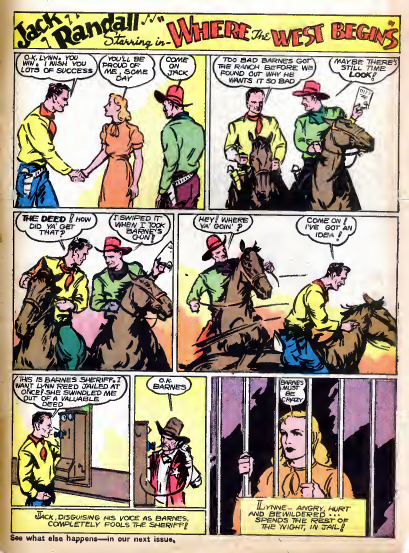 Jack Randall
Starring in-
WHERE The WEST BEGINS
O.K. LYNN. YOU
WIN. I WISH YOU
LOTS OF SUCCESS
YOU'LL BE
PROUD OF
ME, SOME
DAY
COME
ON
JACK
TOO BAD BARNES GOT
THE RANCH BEFORE WE
FOUND OUT WHY HE
WANTS IT SO BAD
MAYBE THERE'S
STILL TIME
LOOK!
THE DEED! HOW
DID YA' GET
THAT?
I SWIPED IT
WHEN I TOOK
BARNE'S
GUN!
HEY! WHERE
YA' GOIN'?
COME ON!
I'VE GOT AN
IDEA!
THIS IS BARNES SHERIFF. I
WANT LYNN REED JAILED AT
ONCE! SHE SWINDLED ME
OUT OF A VALUABLE
DEED
O.K.
BARNES
JACK, DISGUISING HIS VOICE AS BARNES,
COMPLETELY FOOLS THE SHERIFF!
BARNES
MUST
BE
CRAZY
LYNNE - ANGRY, HURT
AND BEWILDERED...
SPENDS THE REST OF
THE NIGHT, IN JAIL!
See what else happens—in our next issue.